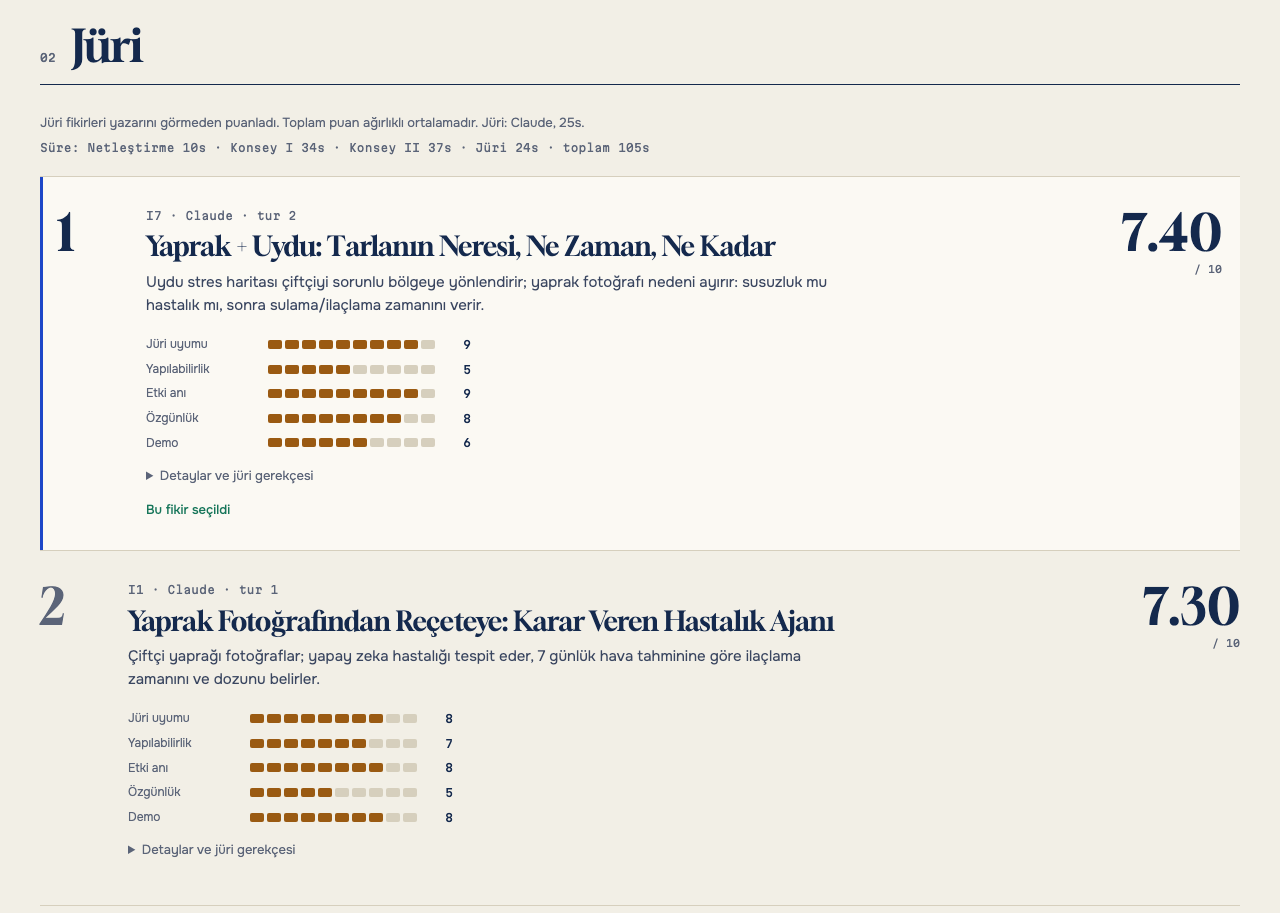 02 Jüri
Jüri fikirleri yazarını görmeden puanladı. Toplam puan ağırlıklı ortalamadır. Jüri: Claude, 25s.
Süre: Netleştirme 10s · Konsey I 34s · Konsey II 37s · Jüri 24s · toplam 105s
1
I7 · Claude · tur 2
Yaprak + Uydu: Tarlanın Neresi, Ne Zaman, Ne Kadar
Uydu stres haritası çiftçiyi sorunlu bölgeye yönlendirir; yaprak fotoğrafı nedeni ayırır: susuzluk mu
hastalık mı, sonra sulama/ilaçlama zamanını verir.
7.40
/ 10
Jüri uyumu 9
Yapılabilirlik 5
Etki anı 9
Özgünlük 8
Demo 6
▶ Detaylar ve jüri gerekçesi
Bu fikir seçildi
2
I1 · Claude · tur 1
Yaprak Fotoğrafından Reçeteye: Karar Veren Hastalık Ajanı
Çiftçi yaprağı fotoğraflar; yapay zeka hastalığı tespit eder, 7 günlük hava tahminine göre ilaçlama
zamanını ve dozunu belirler.
7.30
/ 10
Jüri uyumu 8
Yapılabilirlik 7
Etki anı 8
Özgünlük 5
Demo 8
▶ Detaylar ve jüri gerekçesi